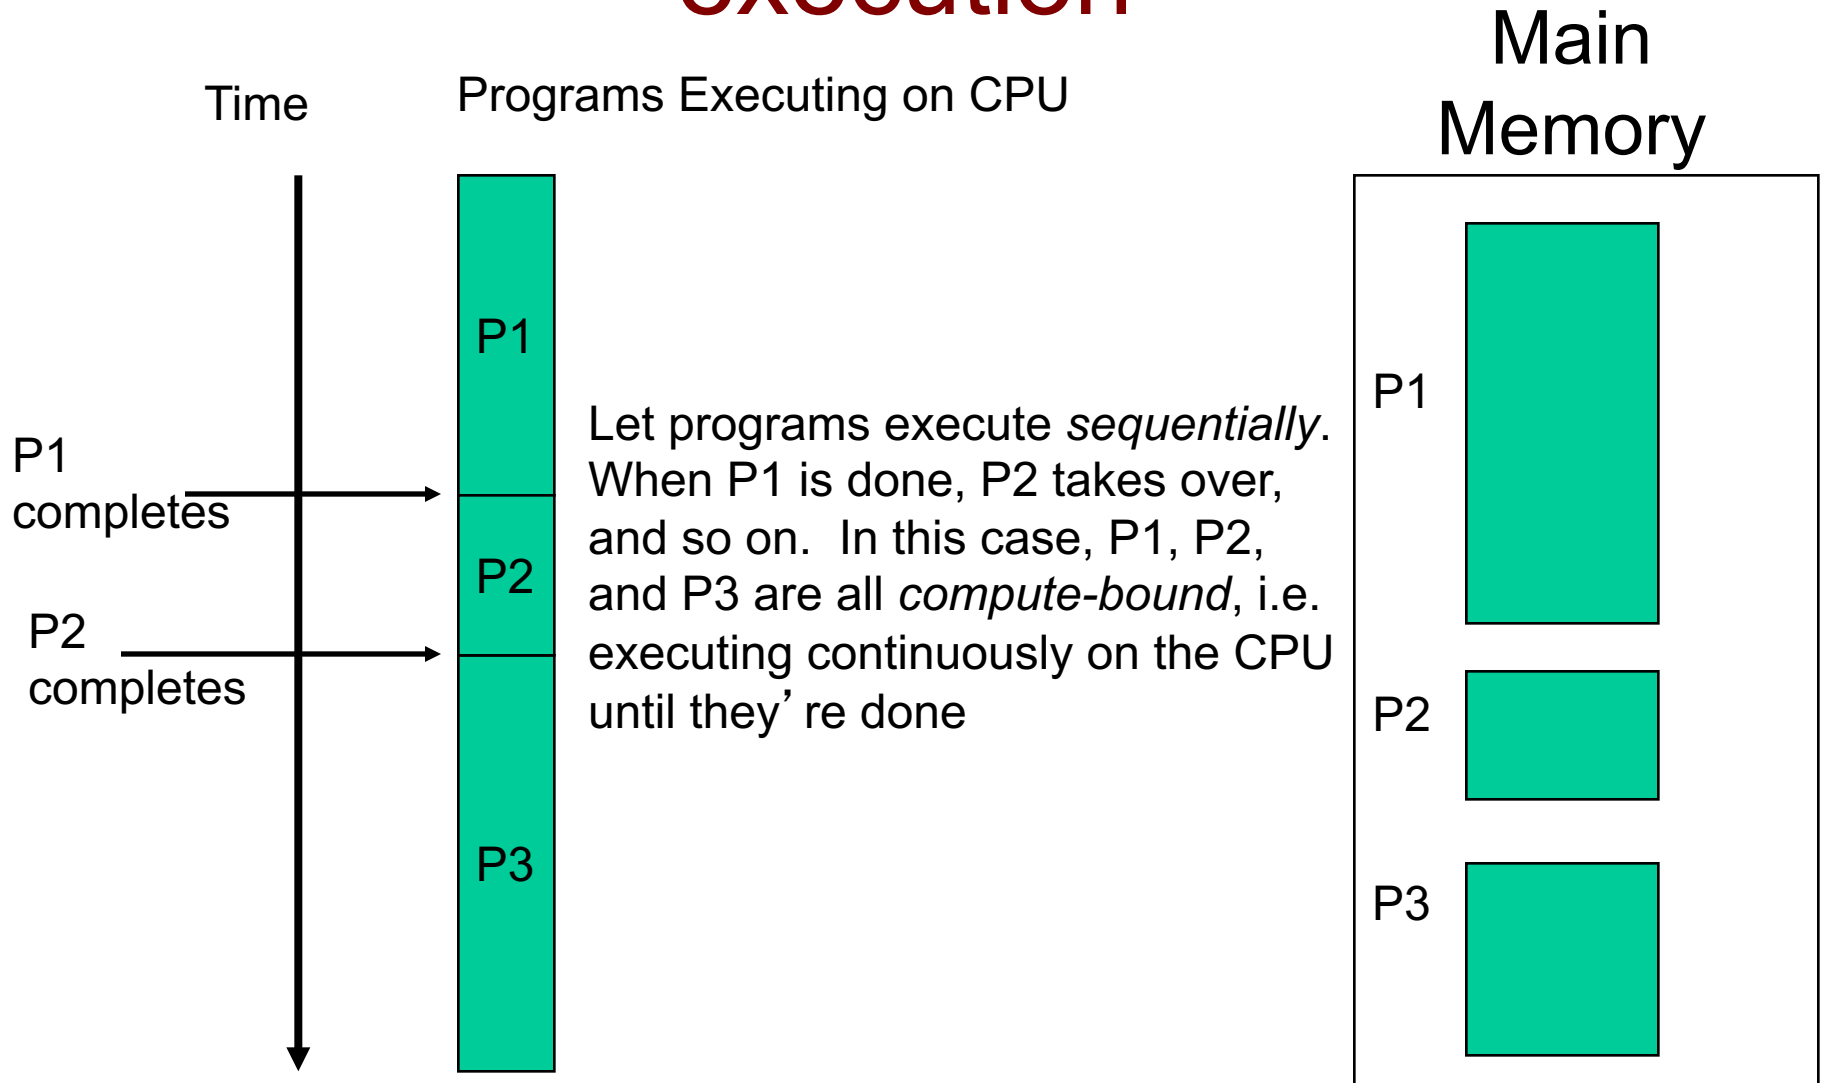 execution
Main
Memory
Time
Programs Executing on CPU
P1
P1
completes
P2
P2
completes
P3
Let programs execute sequentially.
When P1 is done, P2 takes over,
and so on.  In this case, P1, P2,
and P3 are all compute-bound, i.e.
executing continuously on the CPU
until they’ re done
P1
P2
P3